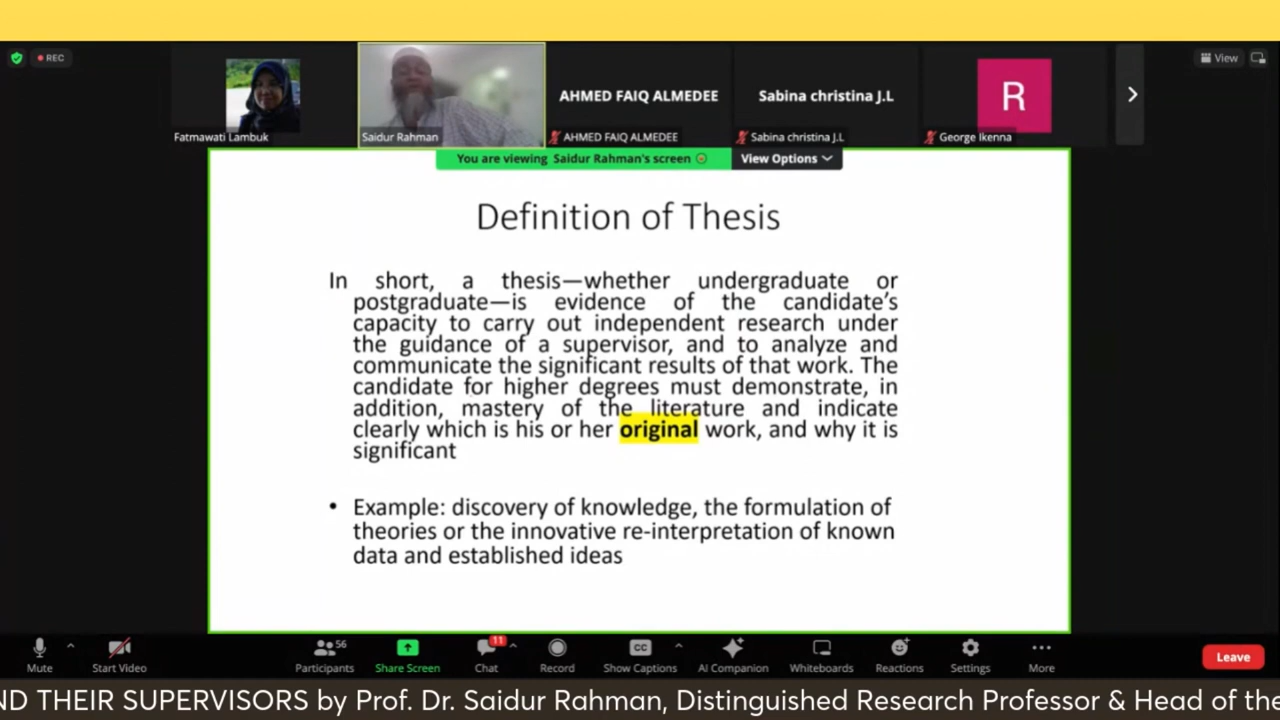 REC
View
AHMED FAIQ ALMEDEE
Sabina christina J.L
R
Fatmawati Lambuk
Saidur Rahman
AHMED FAIQ ALMEDEE
Sabina christina J.L
George Ikenna
You are viewing Saidur Rahman's screen
View Options
Definition of Thesis
In short, a thesis—whether undergraduate or
postgraduate—is evidence of the candidate's
capacity to carry out independent research under
the guidance of a supervisor, and to analyze and
communicate the significant results of that work. The
candidate for higher degrees must demonstrate, in
addition, mastery of the literature and indicate
clearly which is his or her original work, and why it is
significant
• Example: discovery of knowledge, the formulation of
theories or the innovative re-interpretation of known
data and established ideas
56
11
CC
Mute
Start Video
Participants
Share Screen
Chat
Record
Show Captions
AI Companion
Whiteboards
Reactions
Settings
More
Leave
ND THEIR SUPERVISORS by Prof. Dr. Saidur Rahman, Distinguished Research Professor & Head of the